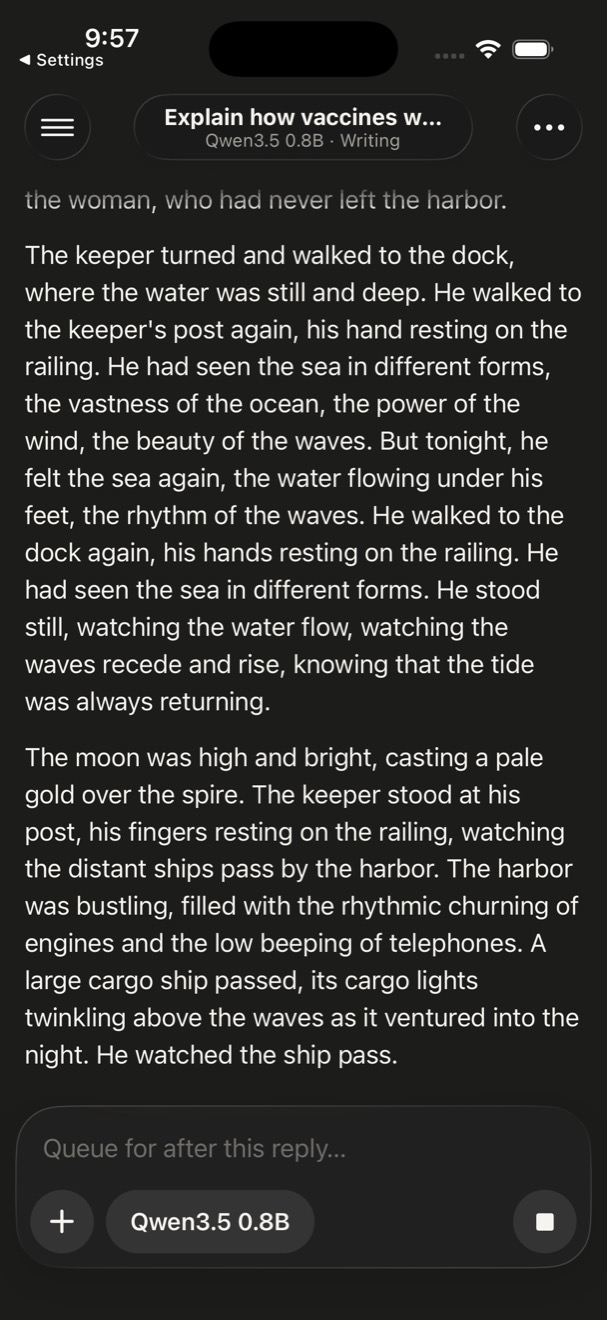 9:57
◀ Settings
Explain how vaccines w...
Qwen3.5 0.8B · Writing
the woman, who had never left the harbor.
The keeper turned and walked to the dock,
where the water was still and deep. He walked to
the keeper's post again, his hand resting on the
railing. He had seen the sea in different forms,
the vastness of the ocean, the power of the
wind, the beauty of the waves. But tonight, he
felt the sea again, the water flowing under his
feet, the rhythm of the waves. He walked to the
dock again, his hands resting on the railing. He
had seen the sea in different forms. He stood
still, watching the water flow, watching the
waves recede and rise, knowing that the tide
was always returning.
The moon was high and bright, casting a pale
gold over the spire. The keeper stood at his
post, his fingers resting on the railing, watching
the distant ships pass by the harbor. The harbor
was bustling, filled with the rhythmic churning of
engines and the low beeping of telephones. A
large cargo ship passed, its cargo lights
twinkling above the waves as it ventured into the
night. He watched the ship pass.
Queue for after this reply...
Qwen3.5 0.8B